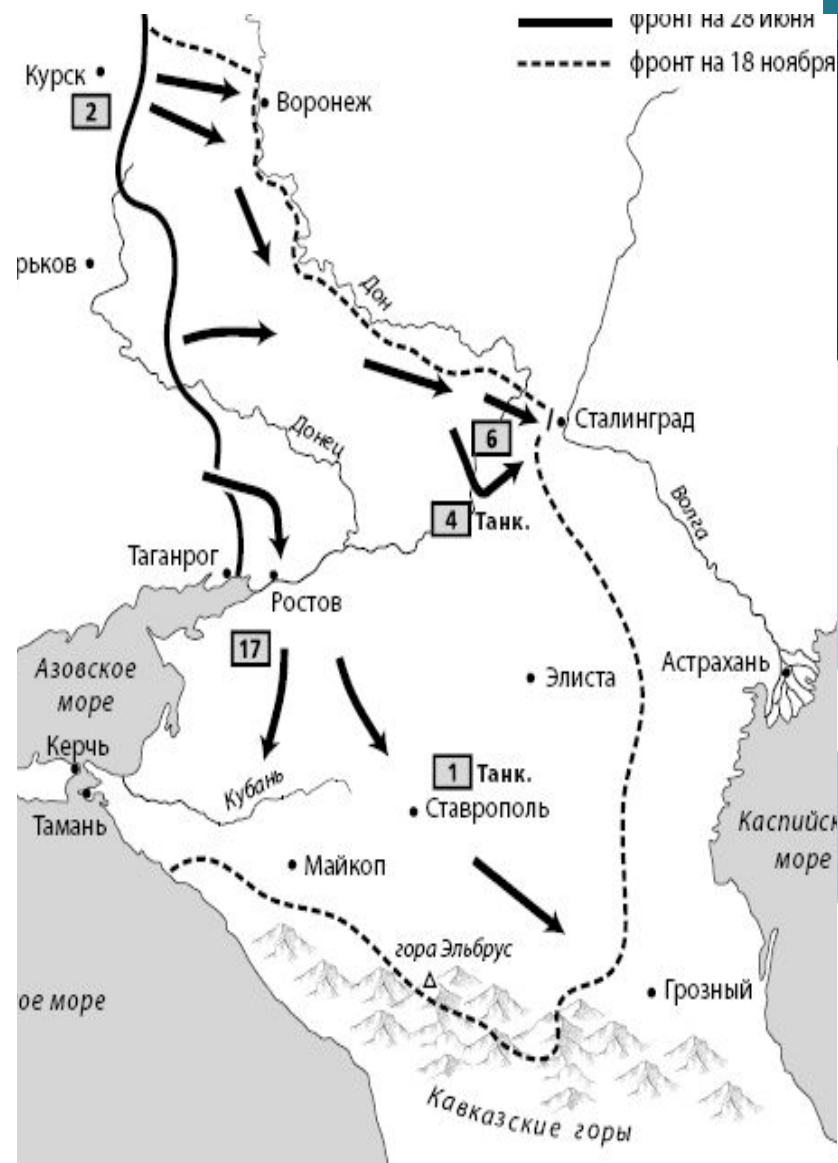 фронт на 28 июня
фронт на 18 ноября
Курск
2
Воронеж
рьков
Дон
Донец
Сталинград
6
4 Танк.
Волга
Таганрог
Ростов
17
Азовское
море
Элиста
Астрахань
Керчь
1 Танк.
Кубань
Ставрополь
Тамань
Каспийск
море
Майкоп
гора Эльбрус
ое море
Грозный
Кавказские горы